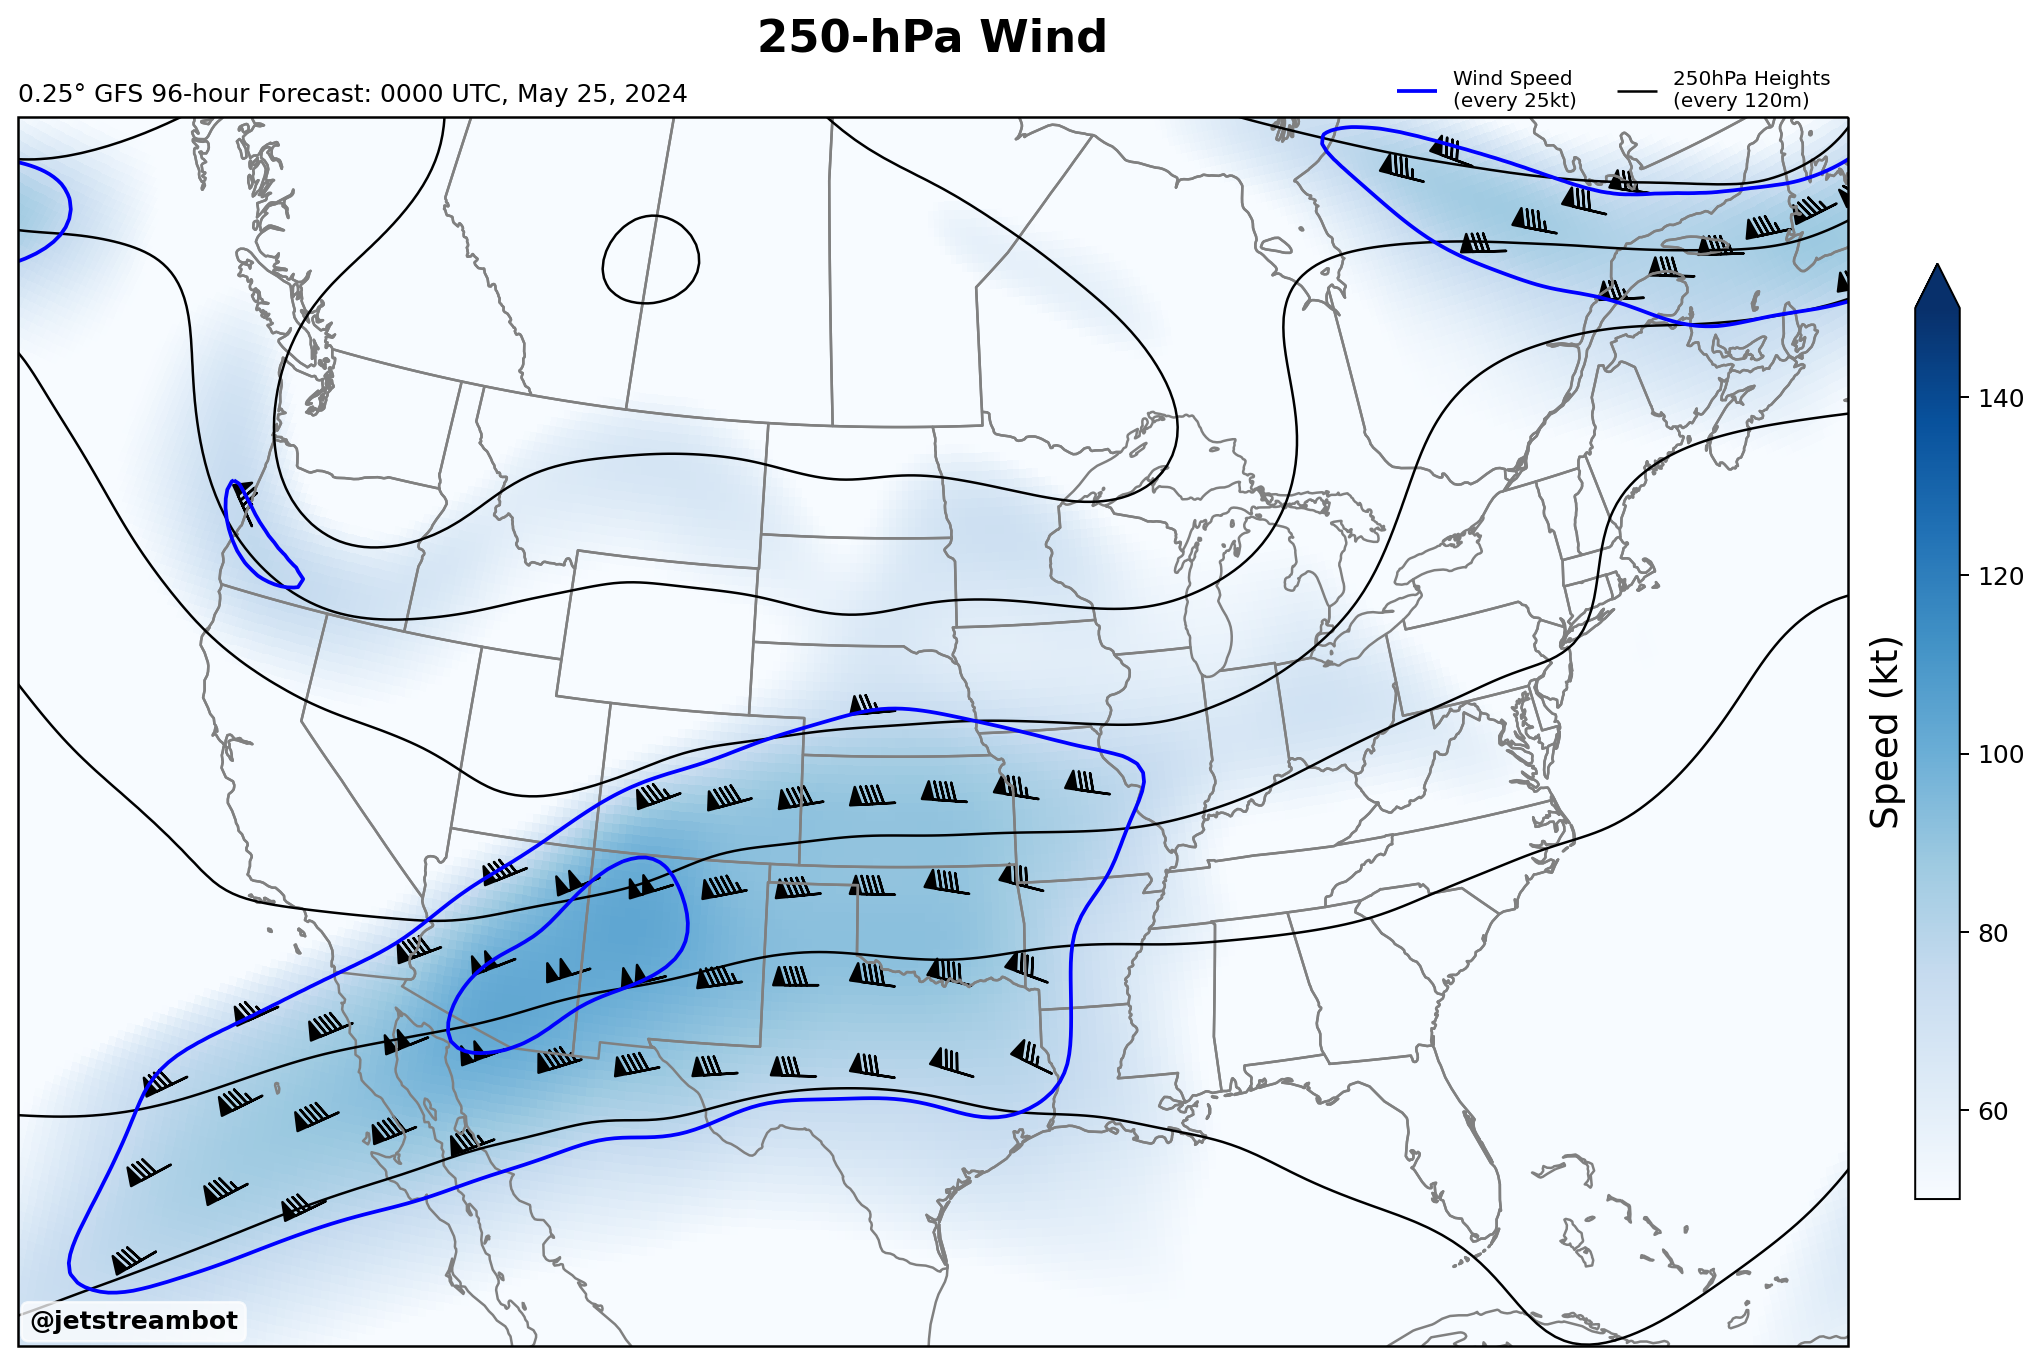 250-hPa Wind
0.25° GFS 96-hour Forecast: 0000 UTC, May 25, 2024
Wind Speed
(every 25kt)
250hPa Heights
(every 120m)
140
120
100
80
60
Speed (kt)
@jetstreambot